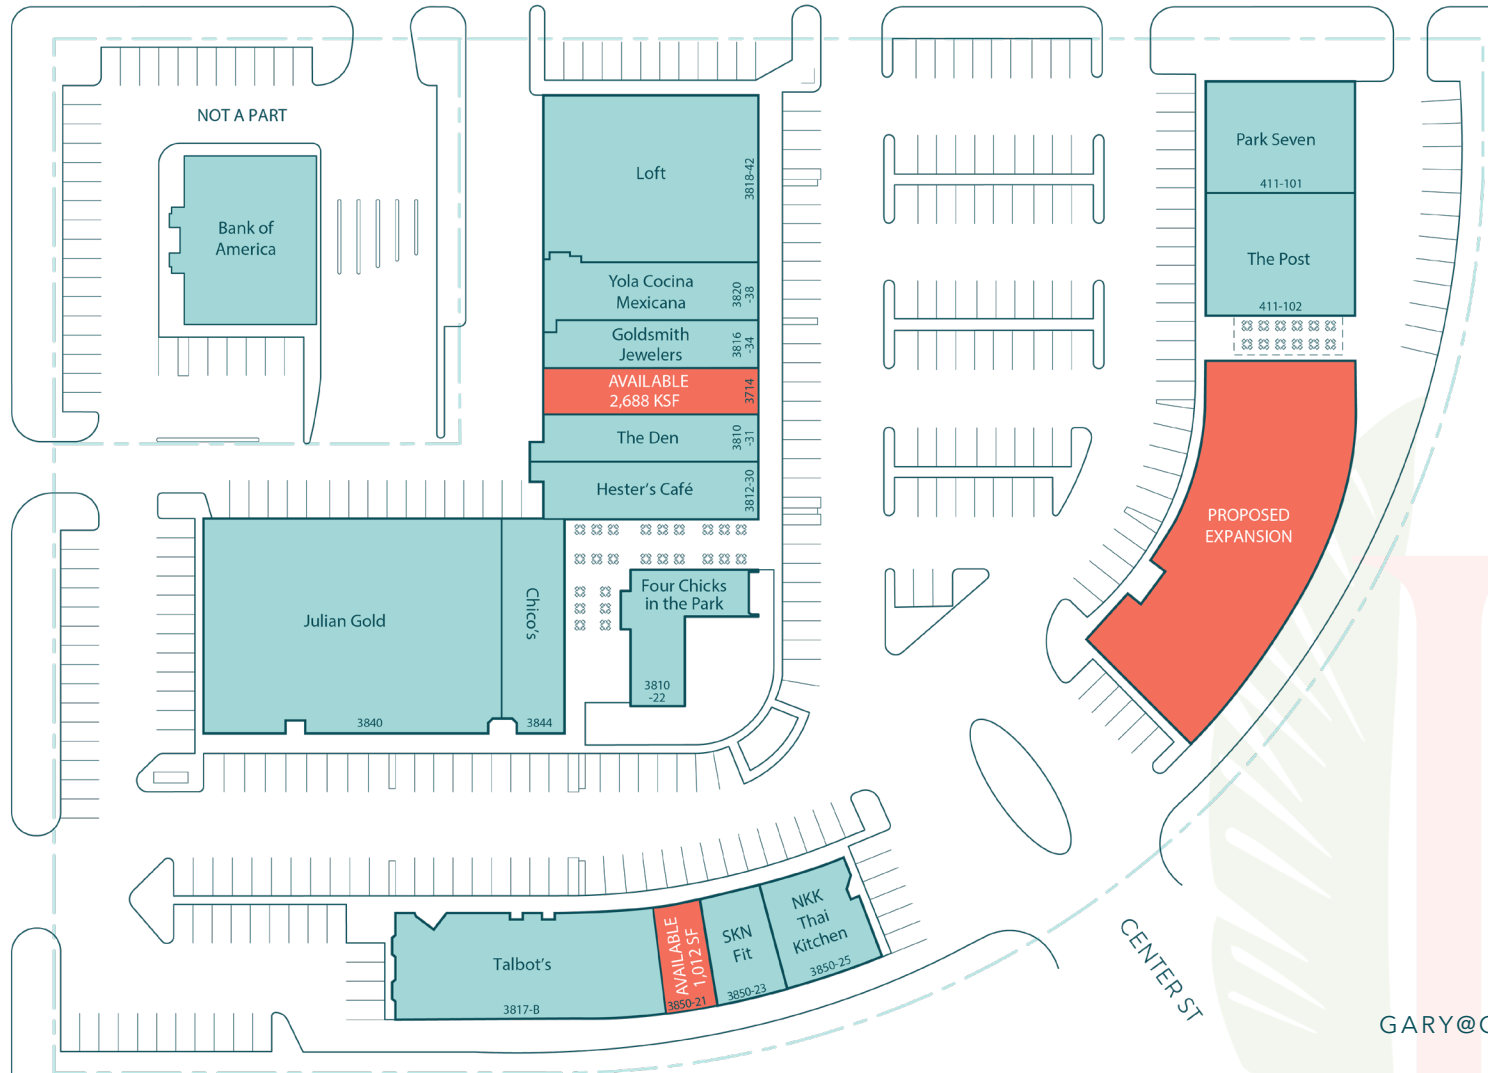 NOT A PART
Bank of
America
Loft
3818-42
Yola Cocina
Mexicana
3820
-38
Goldsmith
Jewelers
3816
-34
AVAILABLE
2,688 KSF
3714
The Den
3810
-31
Hester's Café
3812-30
Julian Gold
3840
Chico's
3844
Four Chicks
in the Park
3810
-22
Park Seven
411-101
The Post
411-102
PROPOSED
EXPANSION
Talbot's
3817-B
AVAILABLE
1,012 SF
3850-21
SKN
Fit
3850-23
NKK
Thai
Kitchen
3850-25
CENTER ST
GARY@